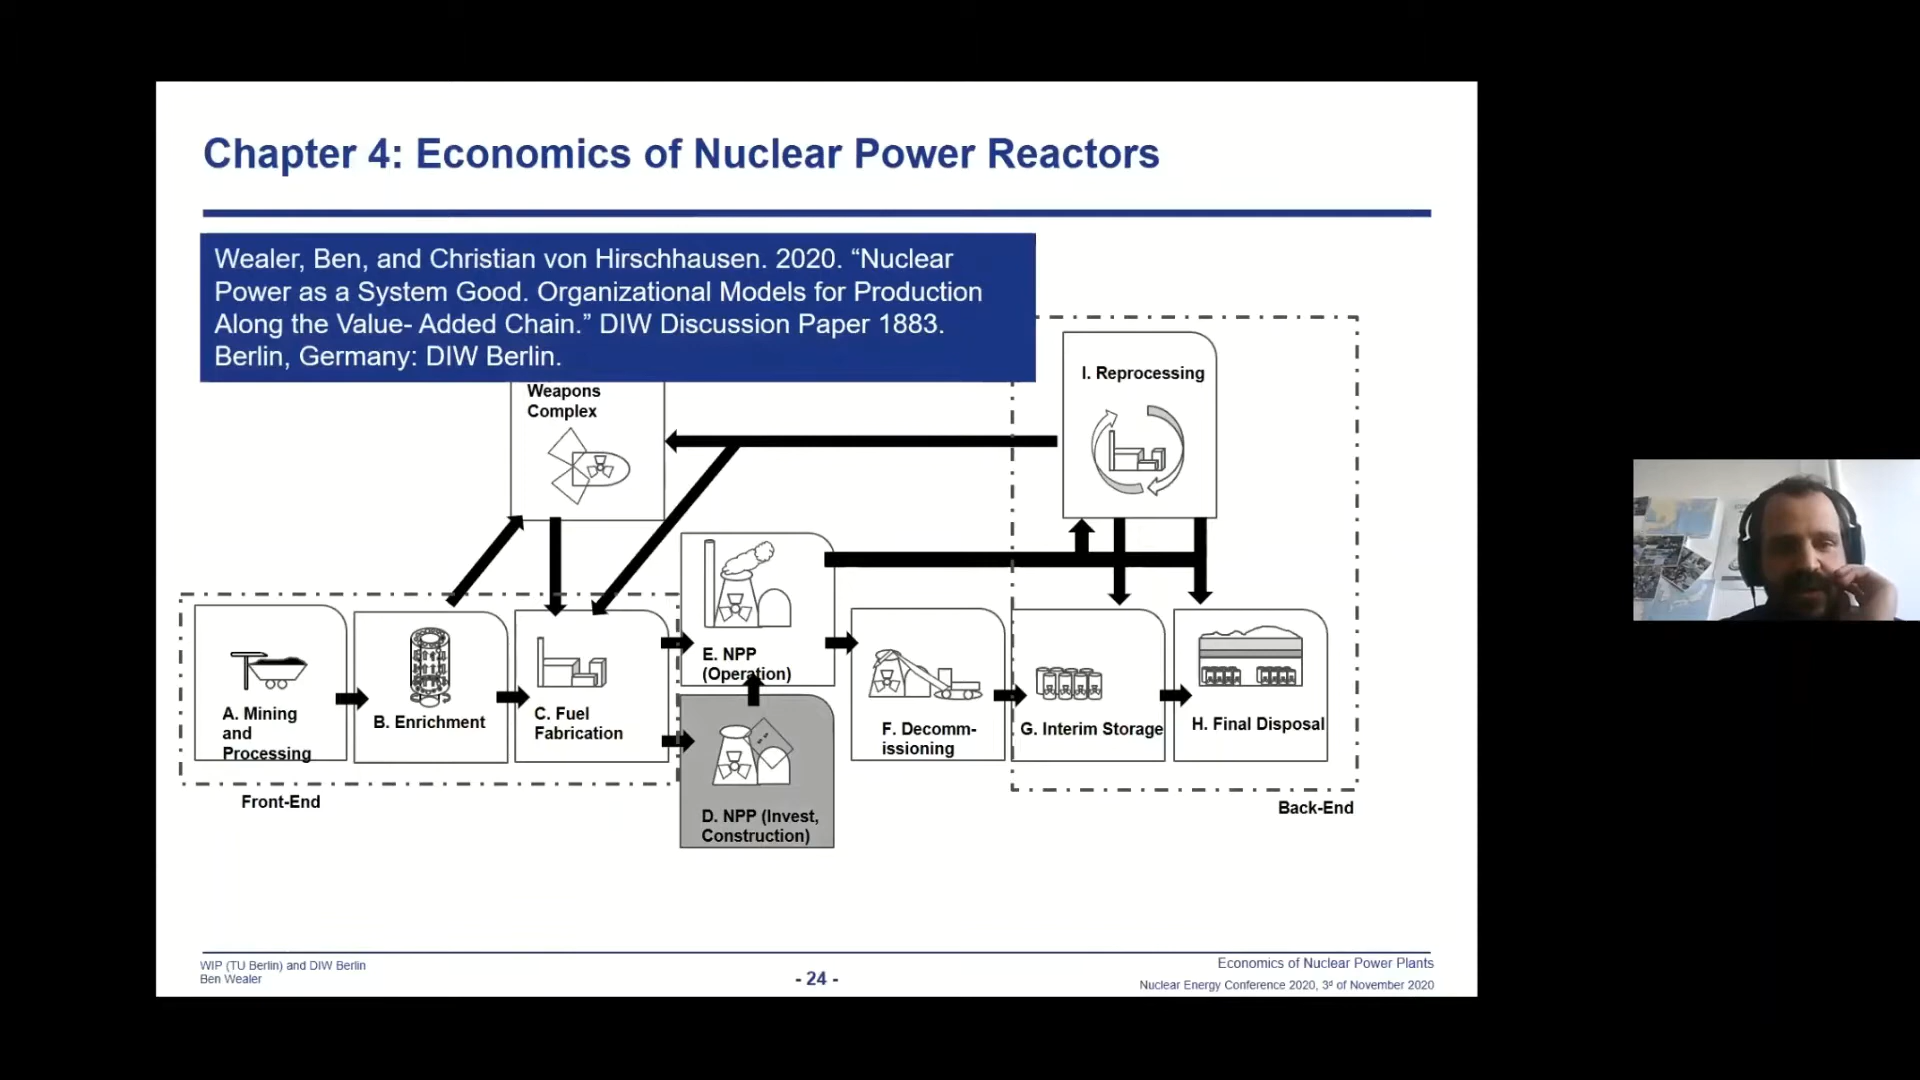 Chapter 4: Economics of Nuclear Power Reactors
Wealer, Ben, and Christian von Hirschhausen. 2020. “Nuclear
Power as a System Good. Organizational Models for Production
Along the Value- Added Chain.” DIW Discussion Paper 1883.
Berlin, Germany: DIW Berlin.
Weapons
Complex
I. Reprocessing
A. Mining
and
Processing
B. Enrichment
C. Fuel
Fabrication
E. NPP
(Operation)
D. NPP (Invest,
Construction)
F. Decomm-
issioning
G. Interim Storage
H. Final Disposal
Front-End
Back-End
WIP (TU Berlin) and DIW Berlin
Ben Wealer
- 24 -
Economics of Nuclear Power Plants
Nuclear Energy Conference 2020, 3ᵈ of November 2020